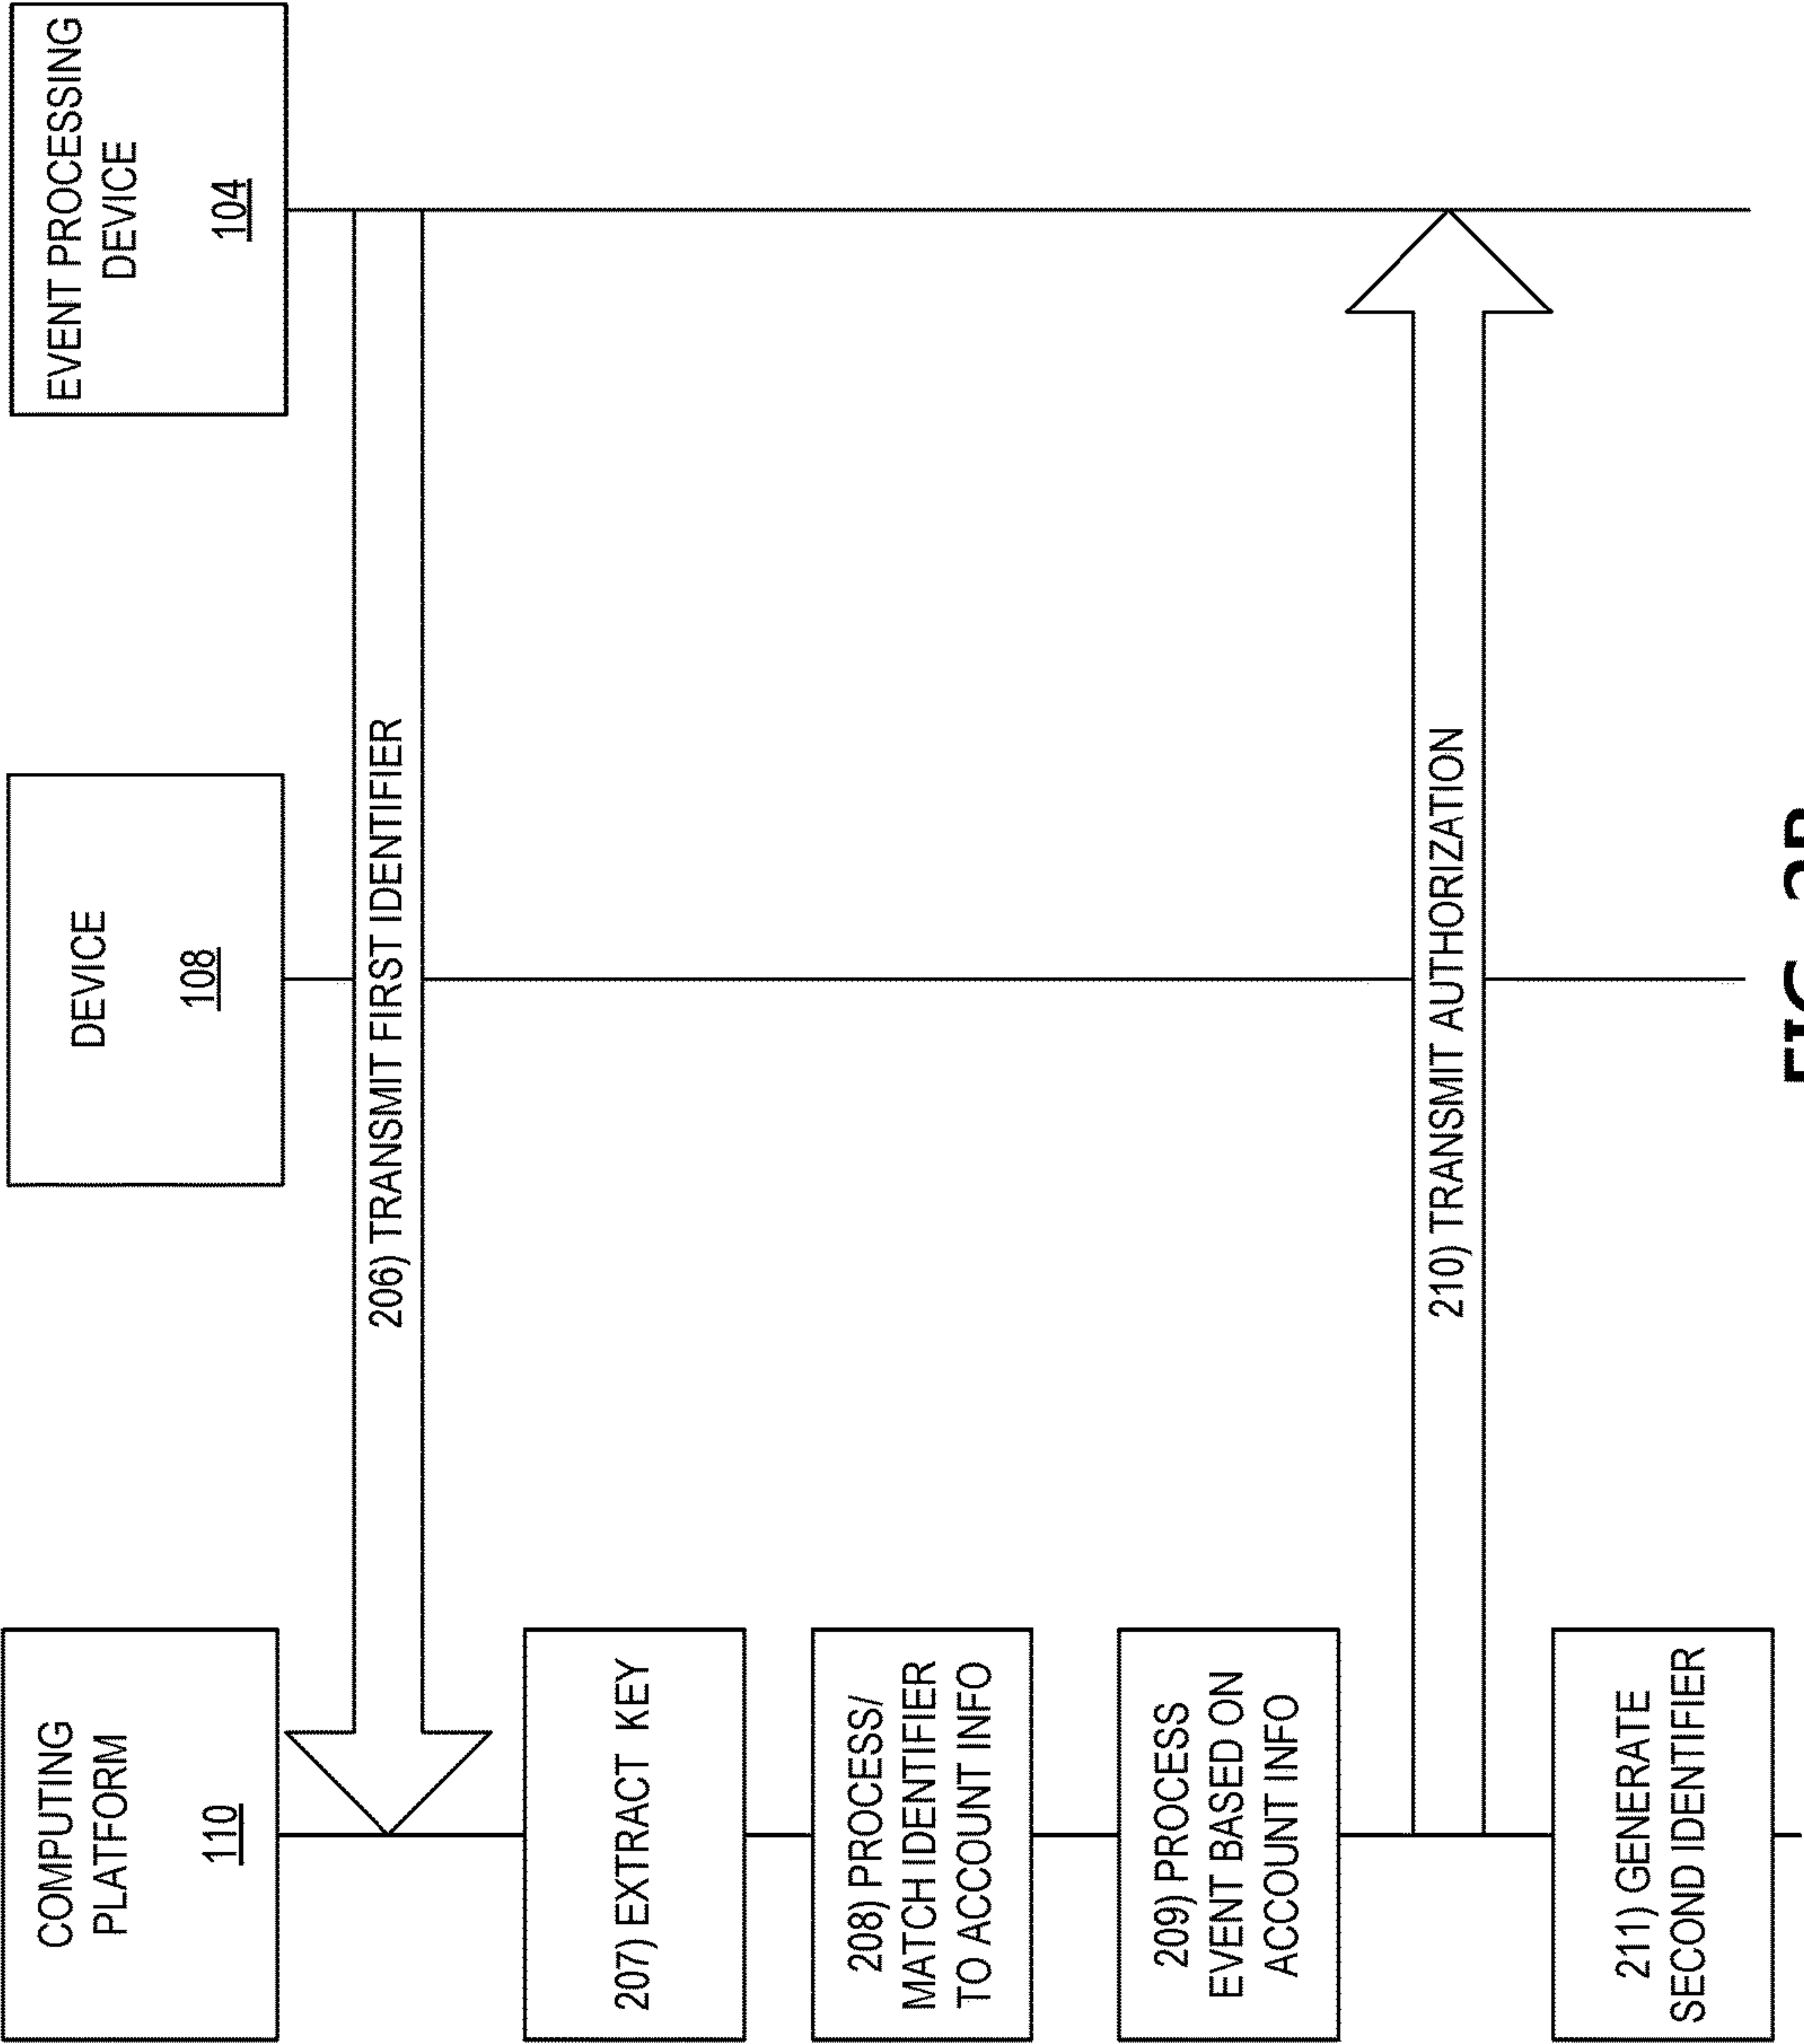 COMPUTING
PLATFORM
110
DEVICE
108
EVENT PROCESSING
DEVICE
104
206) TRANSMIT FIRST IDENTIFIER
207) EXTRACT KEY
208) PROCESS/
MATCH IDENTIFIER
TO ACCOUNT INFO
209) PROCESS
EVENT BASED ON
ACCOUNT INFO
210) TRANSMIT AUTHORIZATION
211) GENERATE
SECOND IDENTIFIER
FIG.